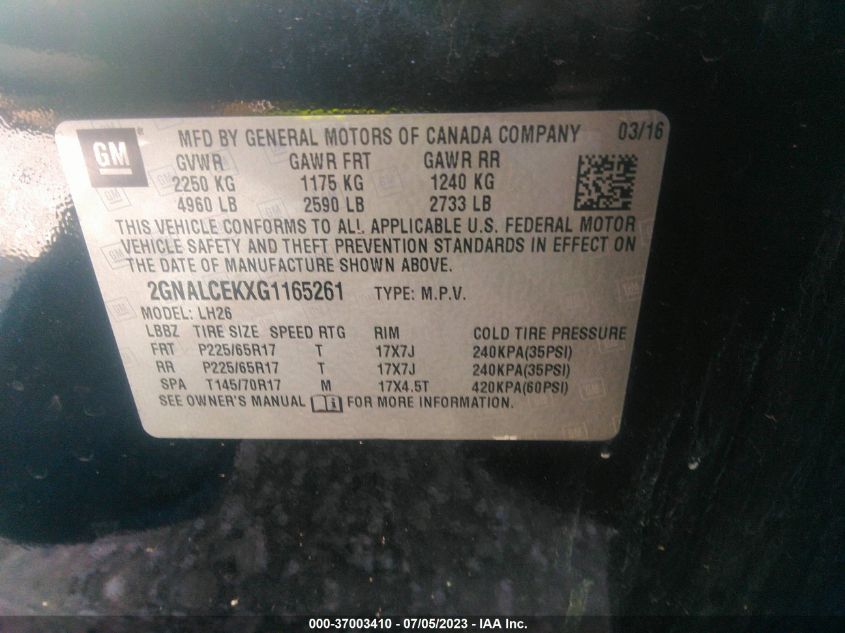 GM MFD BY GENERAL MOTORS OF CANADA COMPANY 03/16
GVWR GAWR FRT GAWR RR
2250 KG 1175 KG 1240 KG
4960 LB 2590 LB 2733 LB
THIS VEHICLE CONFORMS TO ALL APPLICABLE U.S. FEDERAL MOTOR
VEHICLE SAFETY AND THEFT PREVENTION STANDARDS IN EFFECT ON
THE DATE OF MANUFACTURE SHOWN ABOVE.
2GNALCEKXG1165261 TYPE: M.P.V.
MODEL: LH26
LBBZ TIRE SIZE SPEED RTG RIM COLD TIRE PRESSURE
FRT P225/65R17 T 17X7J 240KPA(35PSI)
RR P225/65R17 T 17X7J 240KPA(35PSI)
SPA T145/70R17 M 17X4.5T 420KPA(60PSI)
SEE OWNER'S MANUAL FOR MORE INFORMATION.
000-37003410 - 07/05/2023 - IAA Inc.